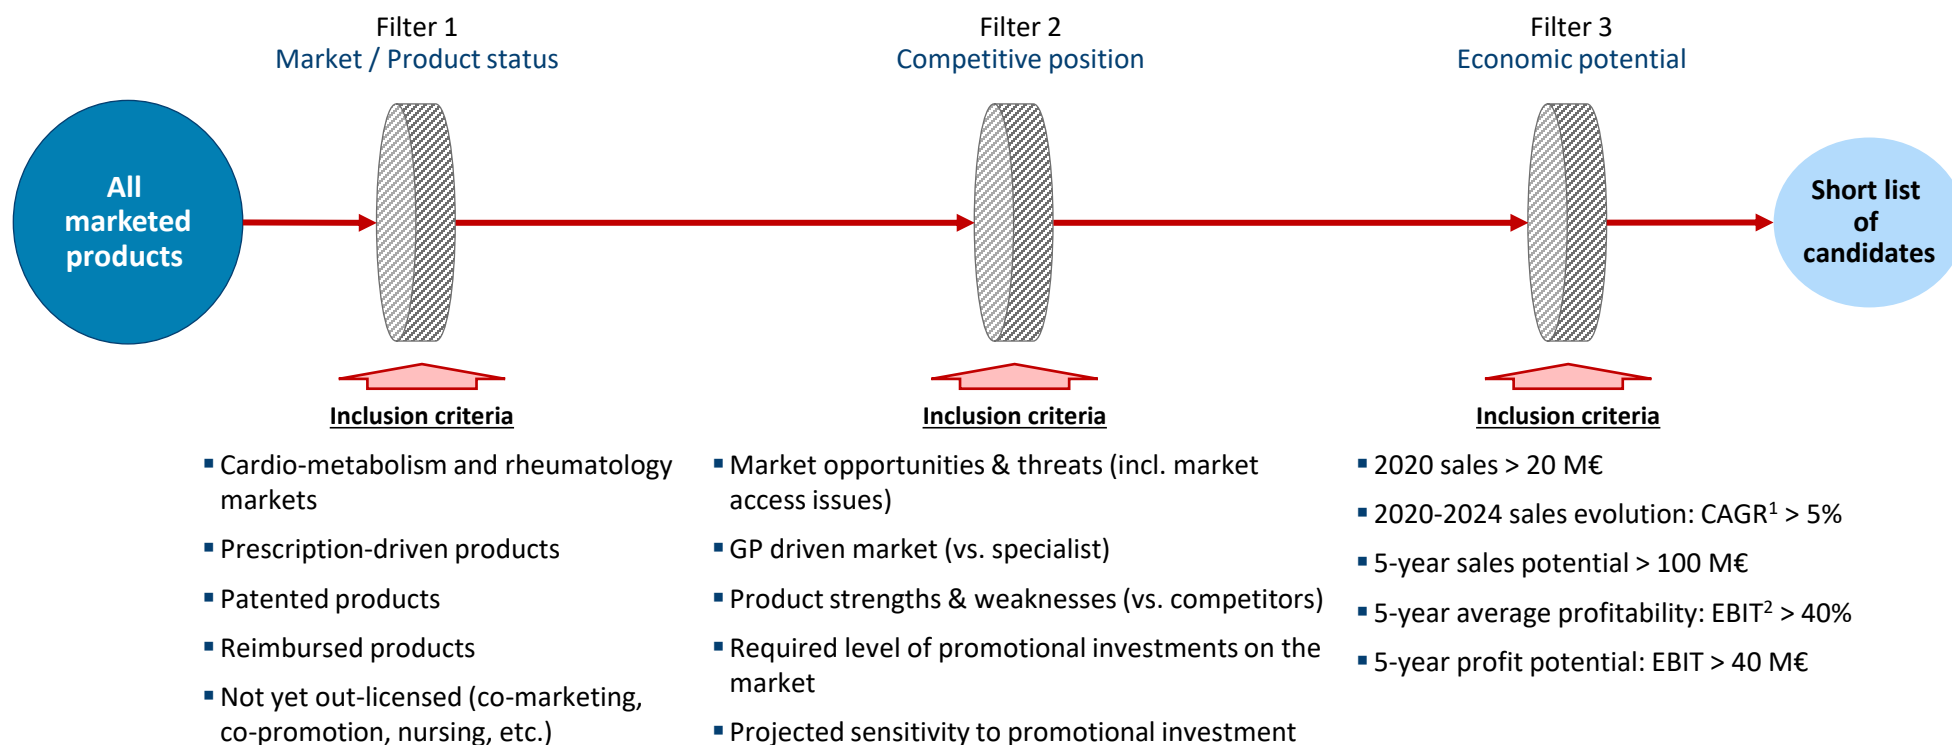 Filter 1
Market / Product status
Filter 2
Competitive position
Filter 3
Economic potential
All
marketed
products
Short list
of
candidates
Inclusion criteria
▪ Cardio-metabolism and rheumatology
markets
▪ Prescription-driven products
▪ Patented products
▪ Reimbursed products
▪ Not yet out-licensed (co-marketing,
co-promotion, nursing, etc.)
Inclusion criteria
▪ Market opportunities & threats (incl. market
access issues)
▪ GP driven market (vs. specialist)
▪ Product strengths & weaknesses (vs. competitors)
▪ Required level of promotional investments on the
market
▪ Projected sensitivity to promotional investment
Inclusion criteria
▪ 2020 sales > 20 M€
▪ 2020-2024 sales evolution: CAGR¹ > 5%
▪ 5-year sales potential > 100 M€
▪ 5-year average profitability: EBIT² > 40%
▪ 5-year profit potential: EBIT > 40 M€